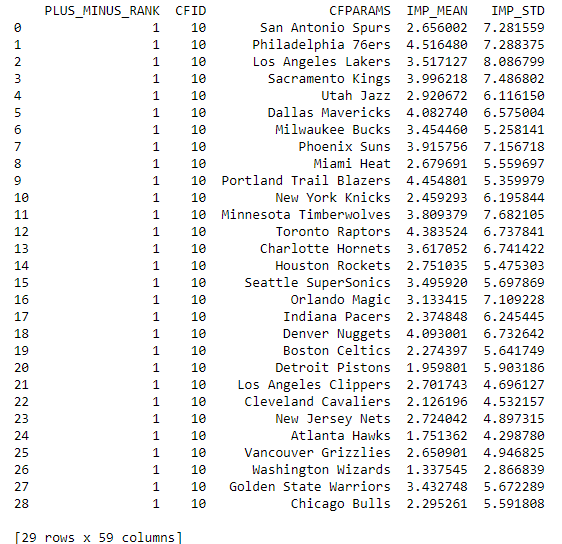 PLUS_MINUS_RANK CFID CFPARAMS IMP_MEAN IMP_STD
0 1 10 San Antonio Spurs 2.656002 7.281559
1 1 10 Philadelphia 76ers 4.516480 7.288375
2 1 10 Los Angeles Lakers 3.517127 8.086799
3 1 10 Sacramento Kings 3.996218 7.486802
4 1 10 Utah Jazz 2.920672 6.116150
5 1 10 Dallas Mavericks 4.082740 6.575004
6 1 10 Milwaukee Bucks 3.454460 5.258141
7 1 10 Phoenix Suns 3.915756 7.156718
8 1 10 Miami Heat 2.679691 5.559697
9 1 10 Portland Trail Blazers 4.454801 5.359979
10 1 10 New York Knicks 2.459293 6.195844
11 1 10 Minnesota Timberwolves 3.809379 7.682105
12 1 10 Toronto Raptors 4.383524 6.737841
13 1 10 Charlotte Hornets 3.617052 6.741422
14 1 10 Houston Rockets 2.751035 5.475303
15 1 10 Seattle SuperSonics 3.495920 5.697869
16 1 10 Orlando Magic 3.133415 7.109228
17 1 10 Indiana Pacers 2.374848 6.245445
18 1 10 Denver Nuggets 4.093001 6.732642
19 1 10 Boston Celtics 2.274397 5.641749
20 1 10 Detroit Pistons 1.959801 5.903186
21 1 10 Los Angeles Clippers 2.701743 4.696127
22 1 10 Cleveland Cavaliers 2.126196 4.532157
23 1 10 New Jersey Nets 2.724042 4.897315
24 1 10 Atlanta Hawks 1.751362 4.298780
25 1 10 Vancouver Grizzlies 2.650901 4.946825
26 1 10 Washington Wizards 1.337545 2.866839
27 1 10 Golden State Warriors 3.432748 5.672289
28 1 10 Chicago Bulls 2.295261 5.591808
[29 rows x 59 columns]